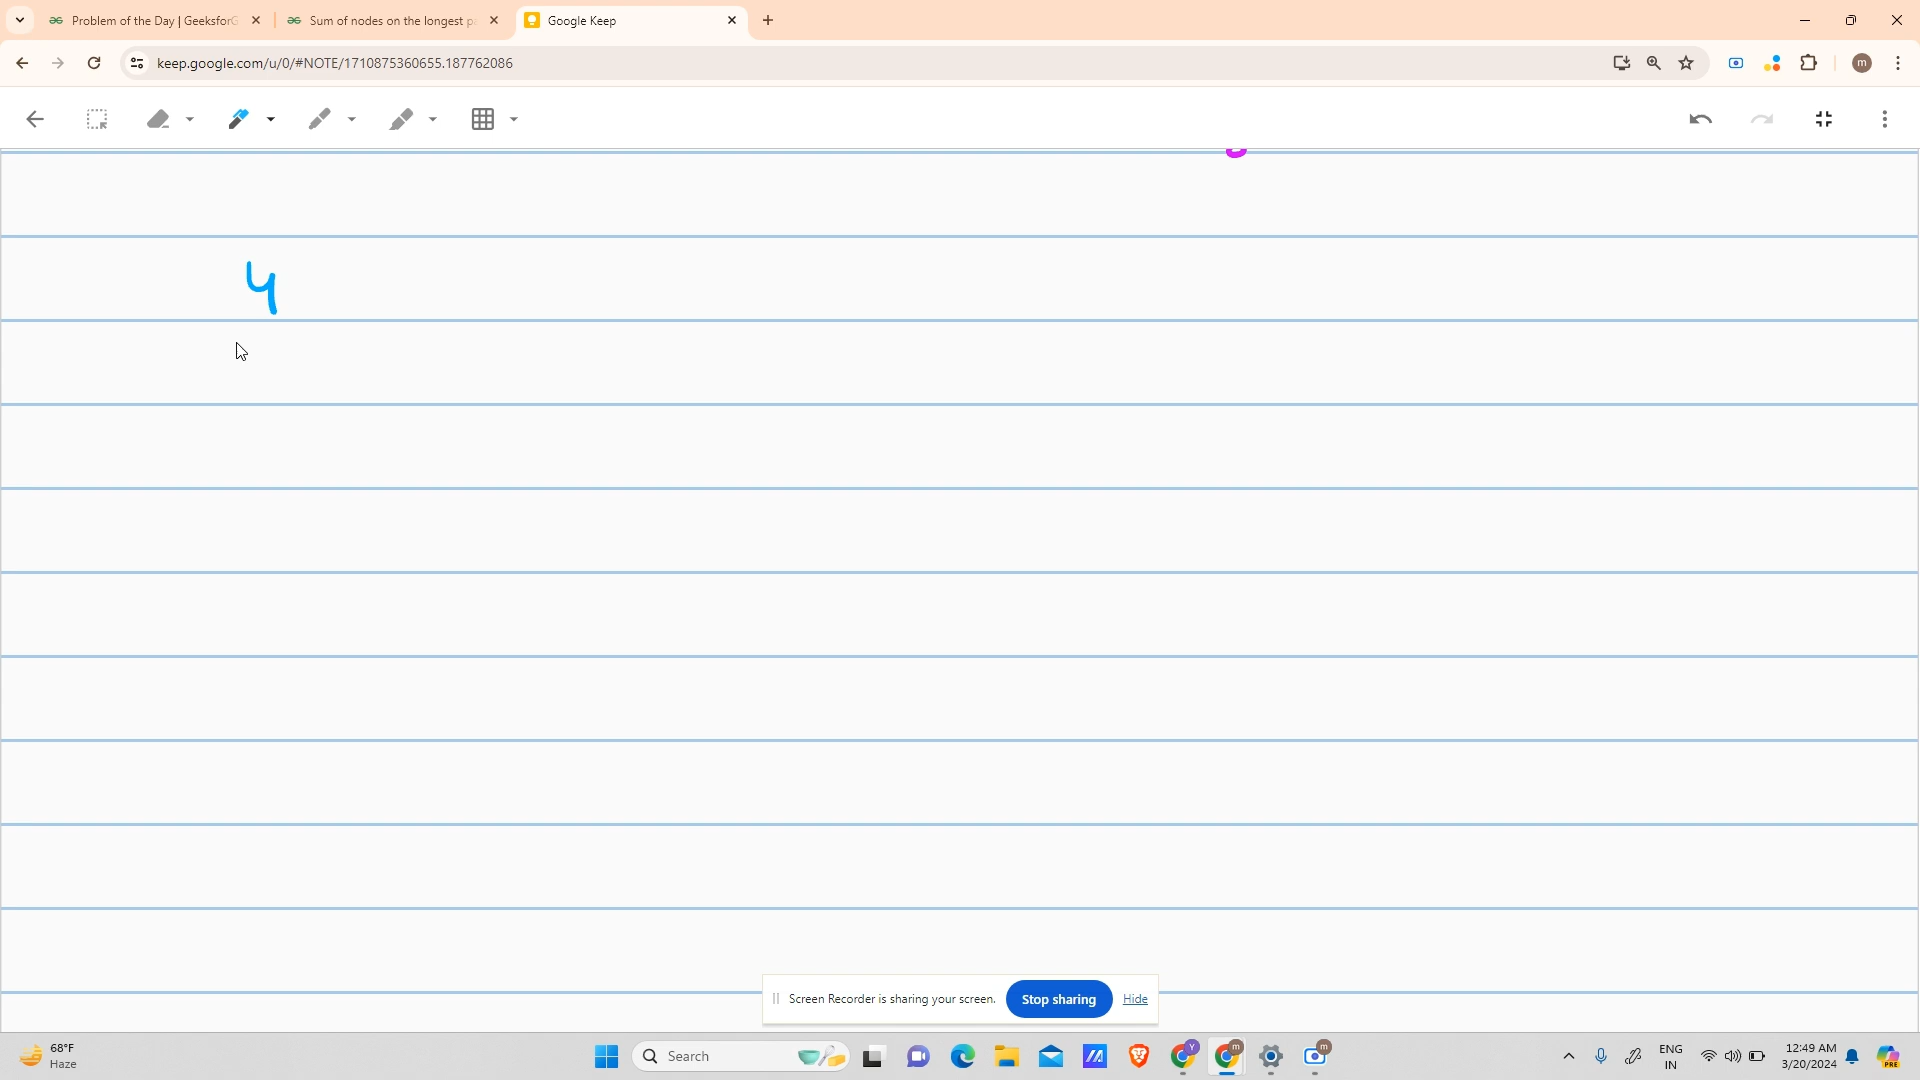 Problem of the Day | GeeksforG
Sum of nodes on the longest p
Google Keep
keep.google.com/u/0/#NOTE/1710875360655.187762086
m
4
Screen Recorder is sharing your screen. Stop sharing Hide
68°F
Haze
Search
Y
m
m
ENG
IN
12:49 AM
3/20/2024
PRE